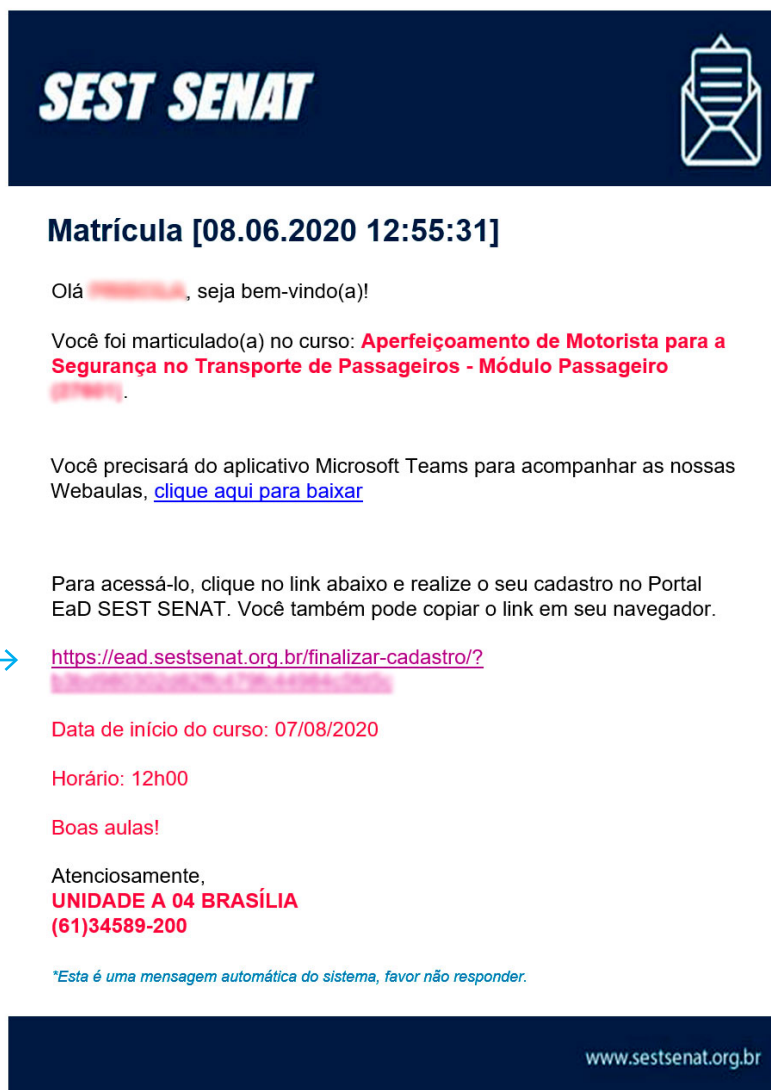 SEST SENAT
Matrícula [08.06.2020 12:55:31]
Olá , seja bem-vindo(a)!
Você foi marticulado(a) no curso: Aperfeiçoamento de Motorista para a
Segurança no Transporte de Passageiros - Módulo Passageiro
.
Você precisará do aplicativo Microsoft Teams para acompanhar as nossas
Webaulas, clique aqui para baixar
Para acessá-lo, clique no link abaixo e realize o seu cadastro no Portal
EaD SEST SENAT. Você também pode copiar o link em seu navegador.
https://ead.sestsenat.org.br/finalizar-cadastro/?
Data de início do curso: 07/08/2020
Horário: 12h00
Boas aulas!
Atenciosamente,
UNIDADE A 04 BRASÍLIA
(61)34589-200
*Esta é uma mensagem automática do sistema, favor não responder.
www.sestsenat.org.br